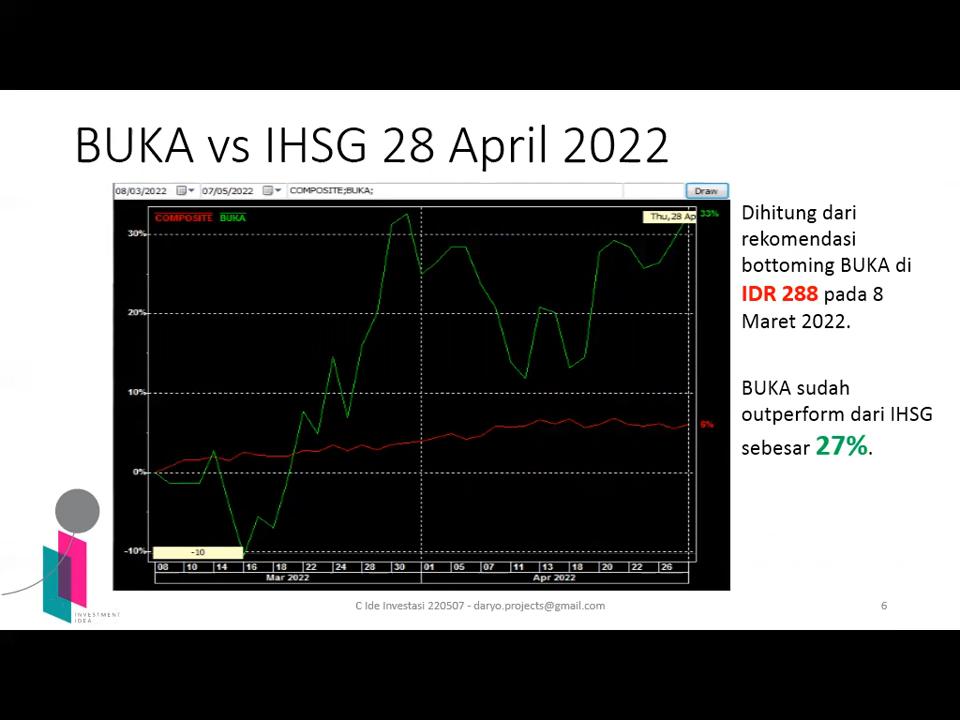 BUKA vs IHSG 28 April 2022
08/03/2022 07/05/2022 COMPOSITE;BUKA; Draw
COMPOSITE BUKA
Thu,28 Ap
33%
30%
20%
10%
6%
0%
-10%
-10
08 10 14 16 18 22 24 28 30 01 05 07 11 13 18 20 22 26
Mar 2022 Apr 2022
Dihitung dari
rekomendasi
bottoming BUKA di
IDR 288 pada 8
Maret 2022.
BUKA sudah
outperform dari IHSG
sebesar 27%.
INVESTMENT
IDEA
C Ide Investasi 220507 - daryo.projects@gmail.com
6